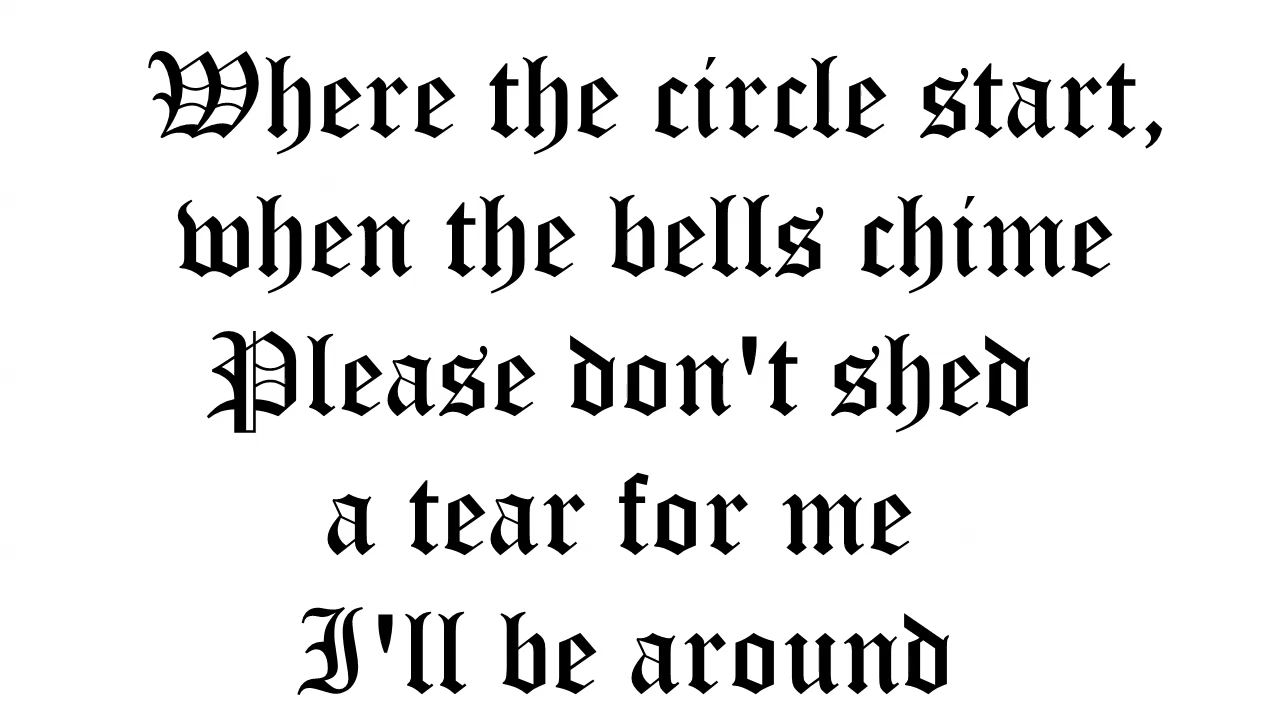 Where the circle start,
when the bells chime
Please don't shed
a tear for me
I'll be around